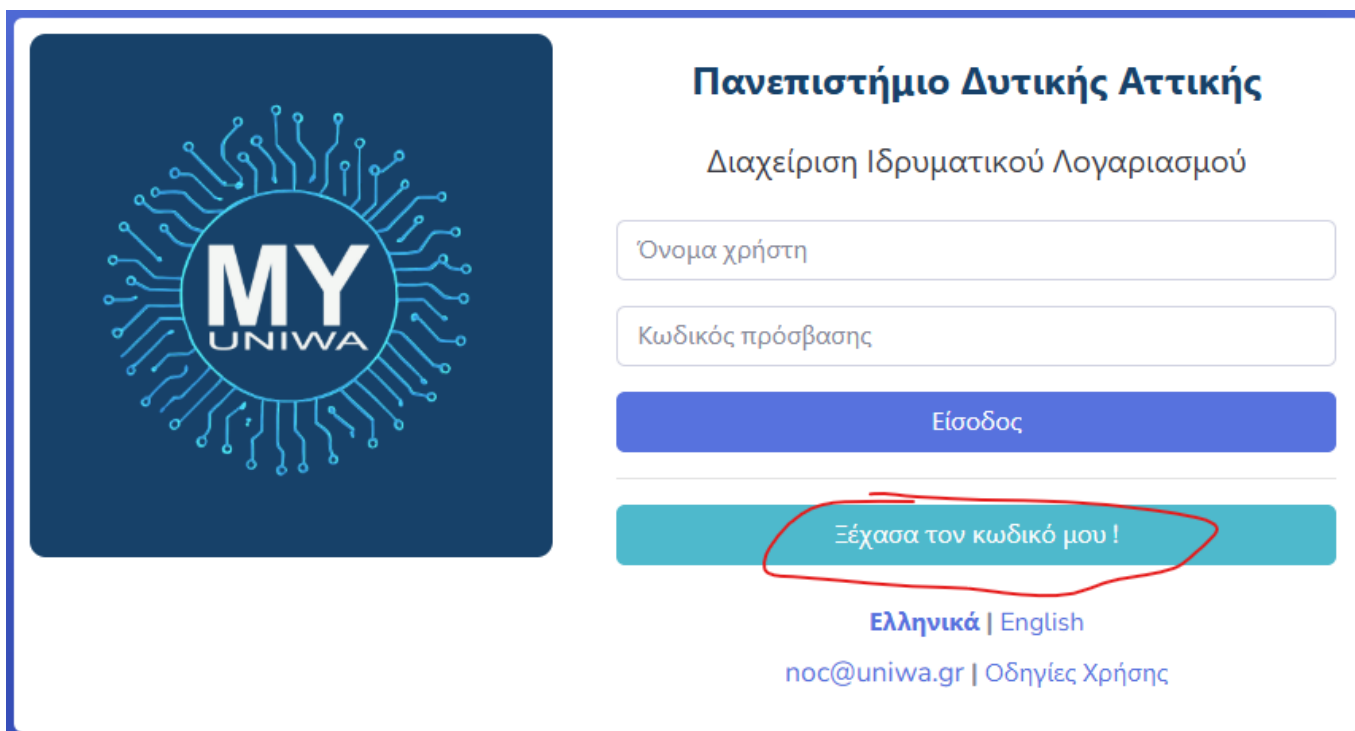 MY
UNIWA
Πανεπιστήμιο Δυτικής Αττικής
Διαχείριση Ιδρυματικού Λογαριασμού
Όνομα χρήστη
Κωδικός πρόσβασης
Είσοδος
Ξέχασα τον κωδικό μου !
Ελληνικά | English
noc@uniwa.gr | Οδηγίες Χρήσης